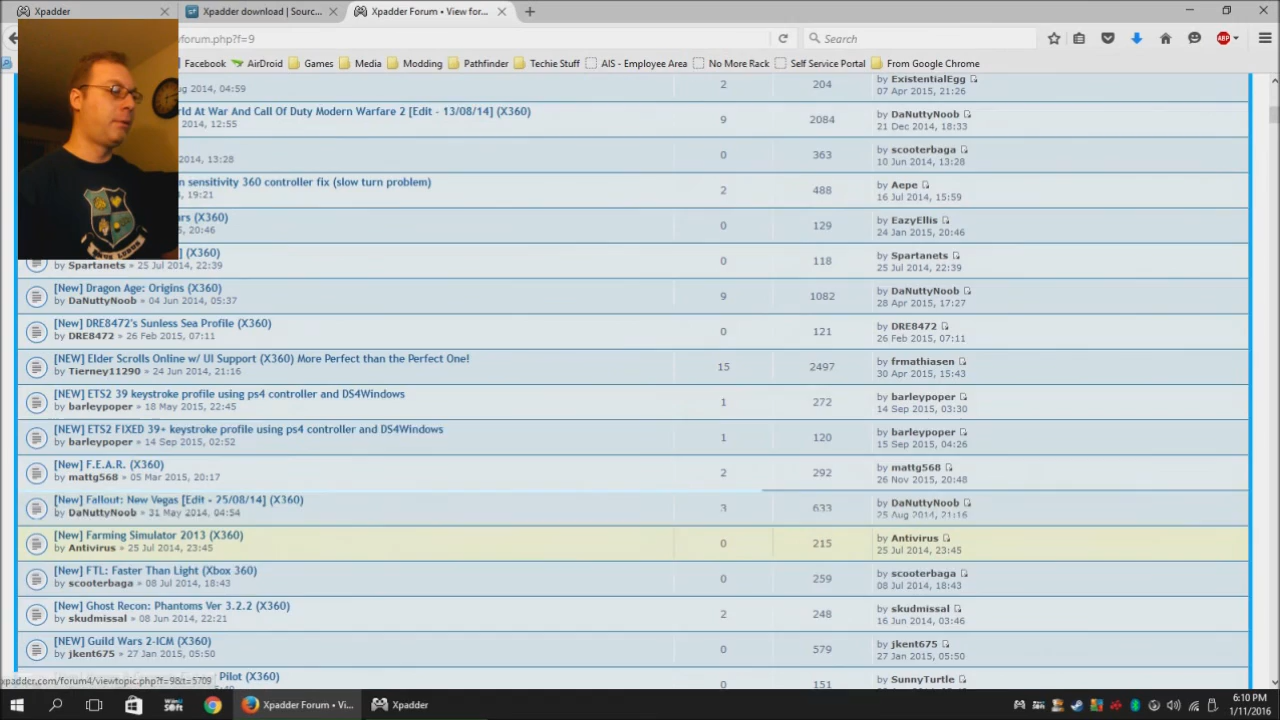 Xpadder
Xpadder download | Sourc...
Xpadder Forum • View for...
forum.php?f=9
Search
Facebook AirDroid Games Media Modding Pathfinder Techie Stuff AIS - Employee Area No More Rack Self Service Portal From Google Chrome
ug 2014, 04:59 2 204 by ExistentialEgg
07 Apr 2015, 21:26
rld At War And Call Of Duty Modern Warfare 2 [Edit - 13/08/14] (X360)
2014, 12:55 9 2084 by DaNuttyNoob
21 Dec 2014, 18:33
2014, 13:28 0 363 by scooterbaga
10 Jun 2014, 13:28
n sensitivity 360 controller fix (slow turn problem)
4, 19:21 2 488 by Aepe
16 Jul 2014, 15:59
ars (X360)
, 20:46 0 129 by EazyEllis
24 Jan 2015, 20:46
] (X360)
by Spartanets » 25 Jul 2014, 22:39 0 118 by Spartanets
25 Jul 2014, 22:39
[New] Dragon Age: Origins (X360)
by DaNuttyNoob » 04 Jun 2014, 05:37 9 1082 by DaNuttyNoob
28 Apr 2015, 17:27
[New] DRE8472's Sunless Sea Profile (X360)
by DRE8472 » 26 Feb 2015, 07:11 0 121 by DRE8472
26 Feb 2015, 07:11
[NEW] Elder Scrolls Online w/ UI Support (X360) More Perfect than the Perfect One!
by Tierney11290 » 24 Jun 2014, 21:16 15 2497 by frmathiasen
30 Apr 2015, 15:43
[NEW] ETS2 39 keystroke profile using ps4 controller and DS4Windows
by barleypoper » 18 May 2015, 22:45 1 272 by barleypoper
14 Sep 2015, 03:30
[NEW] ETS2 FIXED 39+ keystroke profile using ps4 controller and DS4Windows
by barleypoper » 14 Sep 2015, 02:52 1 120 by barleypoper
15 Sep 2015, 04:26
[New] F.E.A.R. (X360)
by mattg568 » 05 Mar 2015, 20:17 2 292 by mattg568
26 Nov 2015, 20:48
[New] Fallout: New Vegas [Edit - 25/08/14] (X360)
by DaNuttyNoob » 31 May 2014, 04:54 3 633 by DaNuttyNoob
25 Aug 2014, 21:16
[New] Farming Simulator 2013 (X360)
by Antivirus » 25 Jul 2014, 23:45 0 215 by Antivirus
25 Jul 2014, 23:45
[New] FTL: Faster Than Light (Xbox 360)
by scooterbaga » 08 Jul 2014, 18:43 0 259 by scooterbaga
08 Jul 2014, 18:43
[New] Ghost Recon: Phantoms Ver 3.2.2 (X360)
by skudmissal » 08 Jun 2014, 22:21 2 248 by skudmissal
16 Jun 2014, 03:46
[NEW] Guild Wars 2-ICM (X360)
by jkent675 » 27 Jan 2015, 05:50 0 579 by jkent675
27 Jan 2015, 05:50
Pilot (X360)
0 151 by SunnyTurtle
xpadder.com/forum4/viewtopic.php?f=9&t=5709
Xpadder Forum • Vi...
Xpadder
6:10 PM
1/11/2016